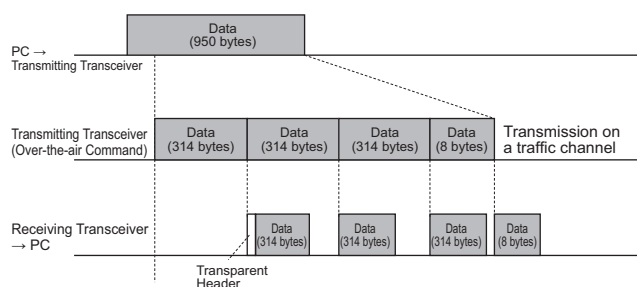 Data
(950 bytes)
PC →
Transmitting Transceiver
Transmitting Transceiver
(Over-the-air Command)
Data
(314 bytes)
Data
(314 bytes)
Data
(314 bytes)
Data
(8 bytes)
Transmission on
a traffic channel
Receiving Transceiver
→ PC
Data
(314 bytes)
Data
(314 bytes)
Data
(314 bytes)
Data
(8 bytes)
Transparent
Header